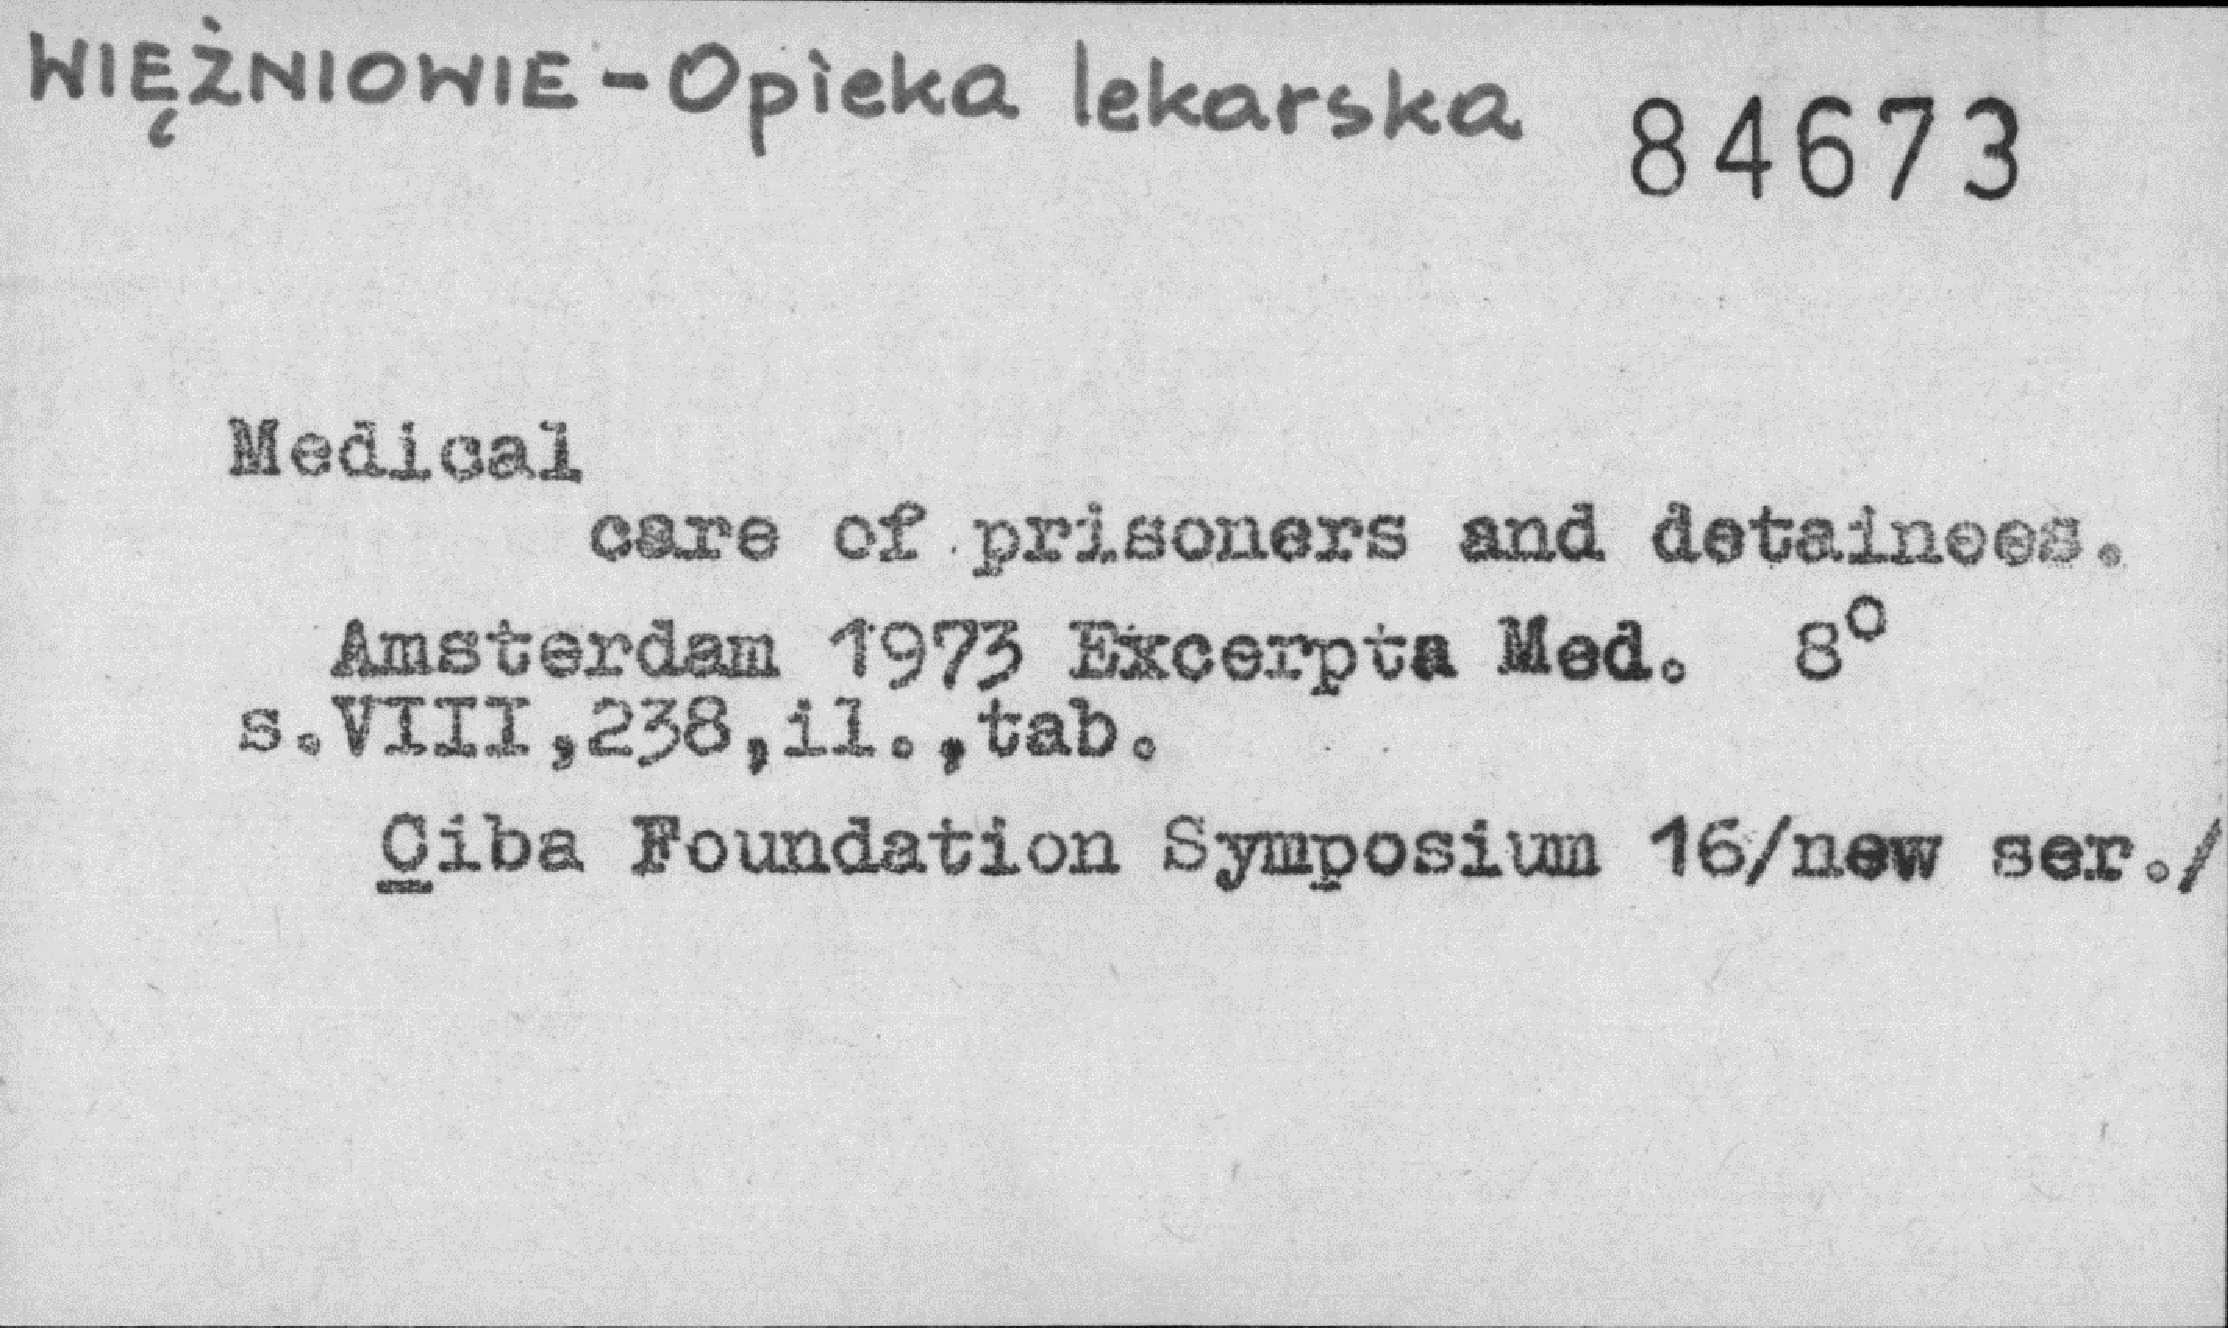 WIĘŹNIOWIE - Opieka lekarska 84673
Medical
care of prisoners and detainees.
Amsterdam 1973 Excerpta Med. 8°
s.VIII,238,il.,tab.
Ciba Foundation Symposium 16/new ser./